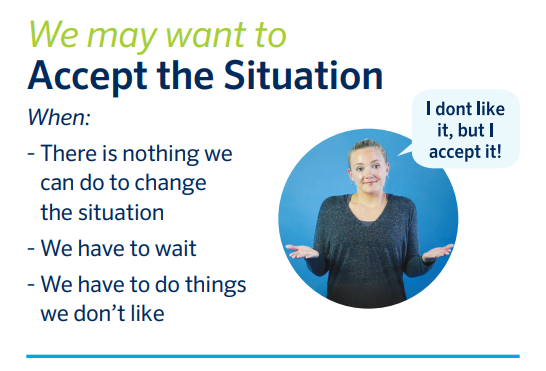 We may want to
Accept the Situation
When:
- There is nothing we
can do to change
the situation
- We have to wait
- We have to do things
we don’t like
I dont like
it, but I
accept it!